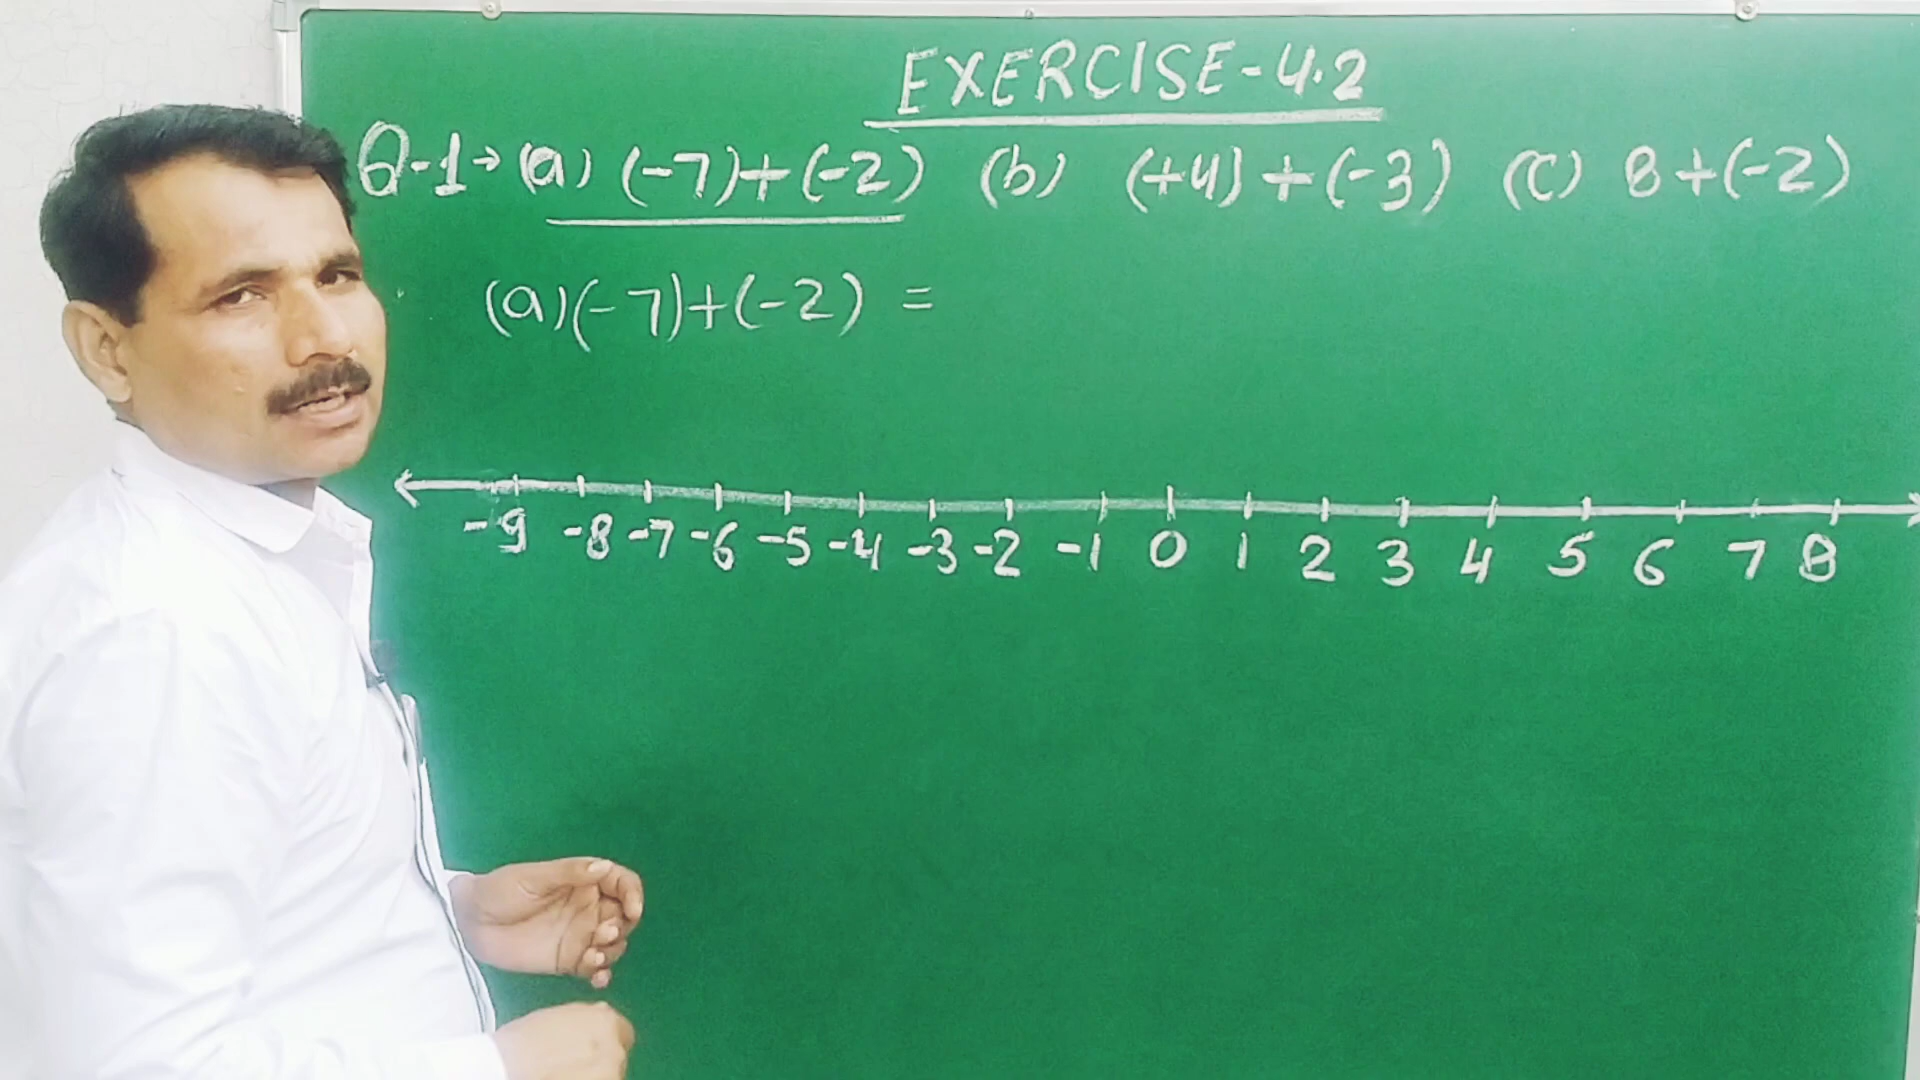 EXERCISE-4.2
Q-1→(a) (-7)+(-2) (b) (+4)+(-3) (c) 8+(-2)
(a)(-7)+(-2) =
-9 -8 -7 -6 -5 -4 -3 -2 -1 0 1 2 3 4 5 6 7 8